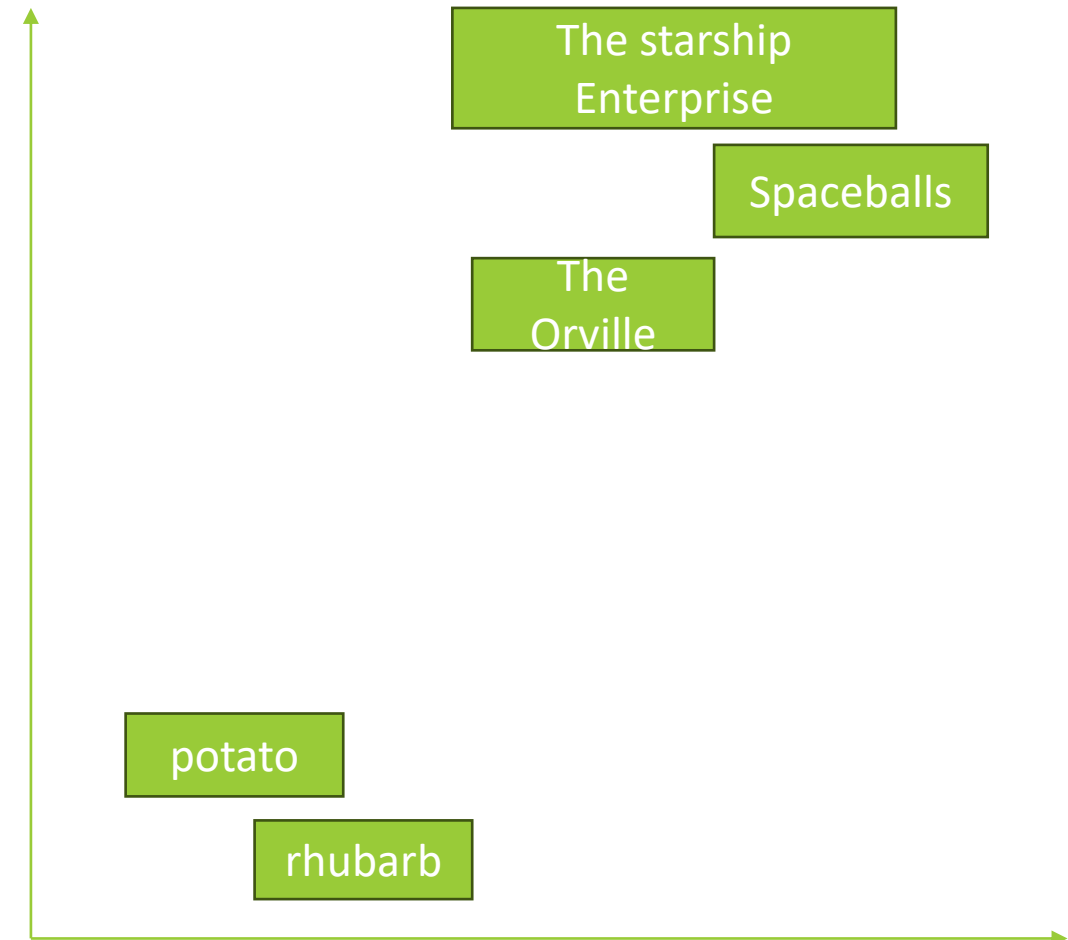 The starship
Enterprise
Spaceballs
The
Orville
potato
rhubarb